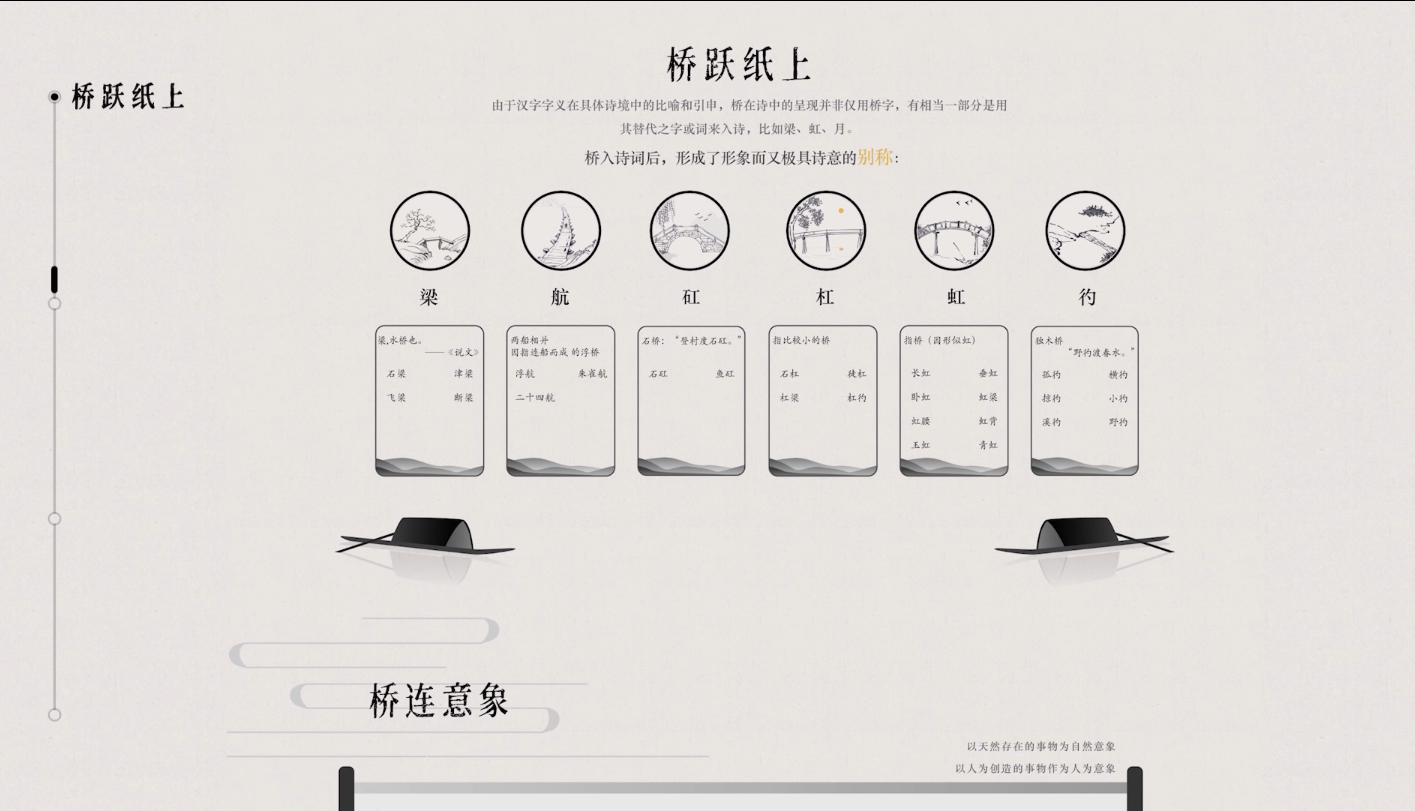 桥跃纸上
桥跃纸上
由于汉字字义在具体诗境中的比喻和引申，桥在诗中的呈现并非仅用桥字，有相当一部分是用
其替代之字或词来入诗，比如梁、虹、月。
桥入诗词后，形成了形象而又极具诗意的别称：
梁
航
矼
杠
虹
彴
梁,水桥也。
——《说文》
石梁 津梁
飞梁 断梁
两船相并
因指连船而成 的浮桥
浮航 朱雀航
二十四航
石桥：“登村度石矼。”
石矼 鱼矼
指比较小的桥
石杠 徒杠
杠梁 杠彴
指桥（因形似虹）
长虹 垂虹
卧虹 虹梁
虹腰 虹背
玉虹 青虹
独木桥
“野彴渡春水。”
孤彴 横彴
掠彴 小彴
溪彴 野彴
桥连意象
以天然存在的事物为自然意象
以人为创造的事物作为人为意象